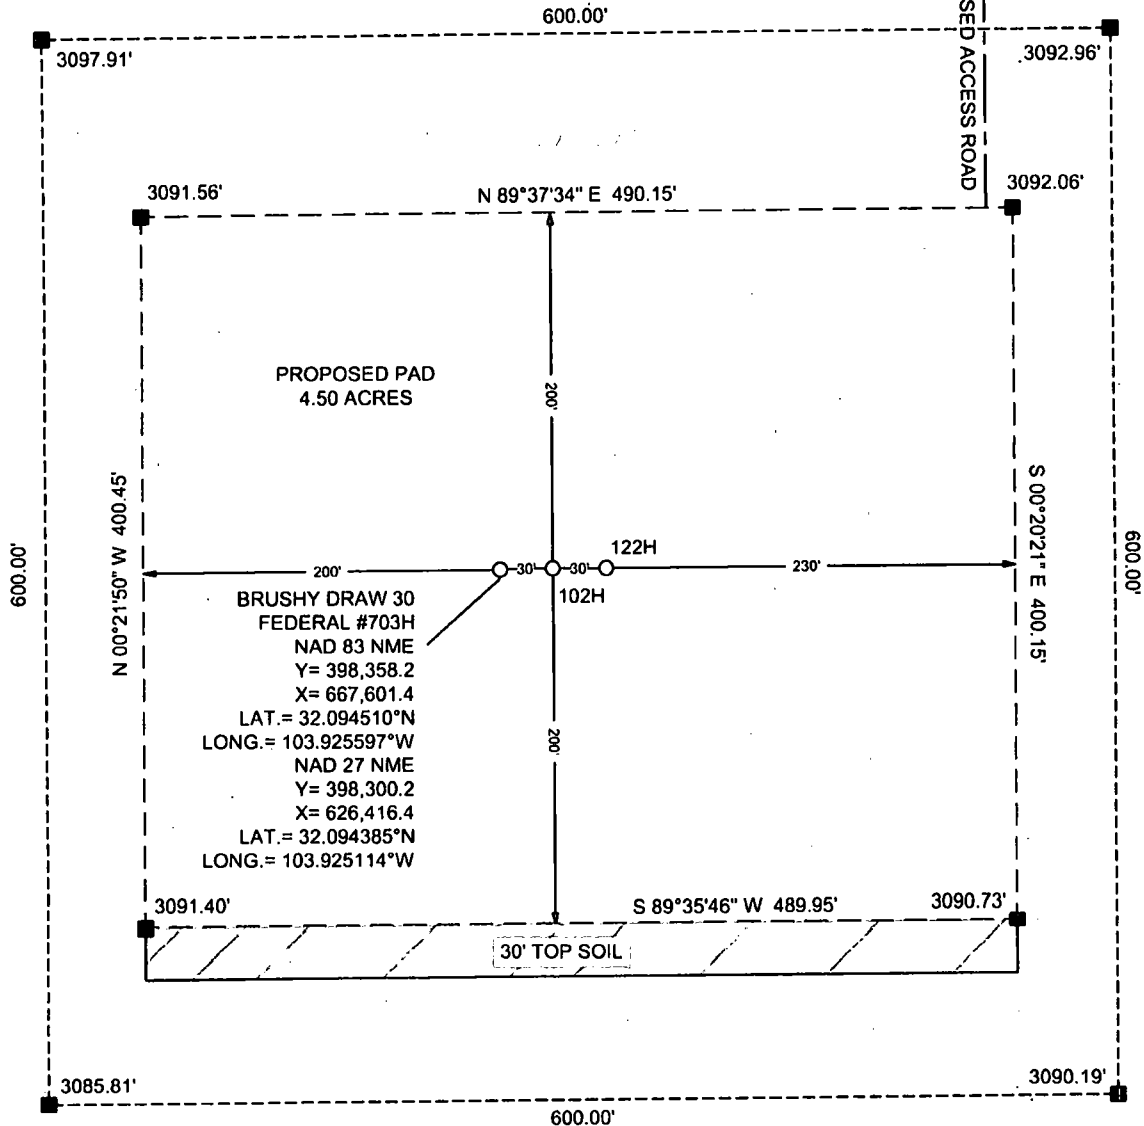 600.00'
3097.91'
SED ACCESS ROAD
3092.96'
3091.56'
N 89°37'34" E 490.15'
3092.06'
PROPOSED PAD
4.50 ACRES
200'
N 00°21'50" W 400.45'
S 00°20'21" E 400.15'
600.00'
600.00'
122H
200'
30'
30'
230'
102H
BRUSHY DRAW 30
FEDERAL #703H
NAD 83 NME
Y= 398,358.2
X= 667,601.4
LAT.= 32.094510°N
LONG.= 103.925597°W
NAD 27 NME
Y= 398,300.2
X= 626,416.4
LAT.= 32.094385°N
LONG.= 103.925114°W
200'
3091.40'
S 89°35'46" W 489.95'
3090.73'
30' TOP SOIL
3085.81'
3090.19'
600.00'